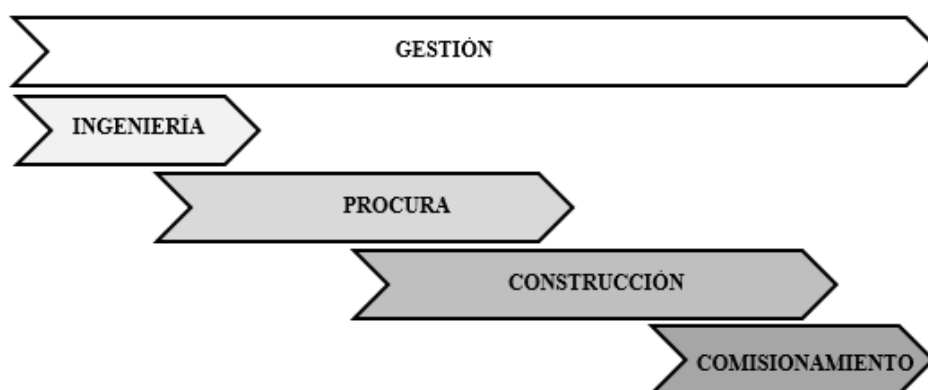 GESTIÓN
INGENIERÍA
PROCURA
CONSTRUCCIÓN
COMISIONAMIENTO